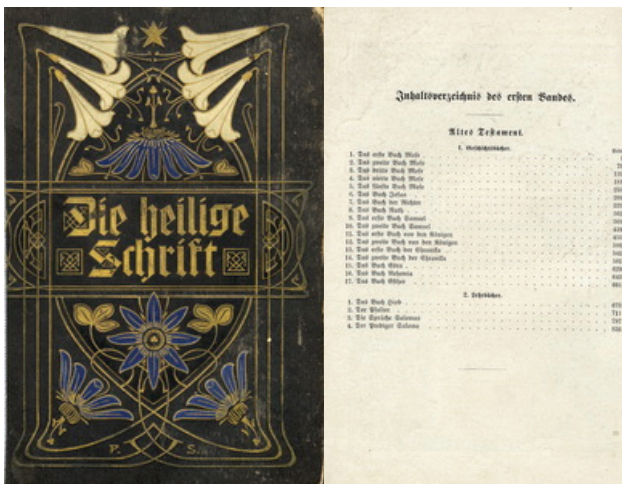 Die heilige
Schrift
P. S.
Inhaltsverzeichnis des ersten Bandes.
Altes Testament.
1. Geschichtsbücher.
1. Das erste Buch Mose
2. Das zweite Buch Mose
3. Das dritte Buch Mose
4. Das vierte Buch Mose
5. Das fünfte Buch Mose
6. Das Buch Josua
7. Das Buch der Richter
8. Das Buch Ruth
9. Das erste Buch Samuel
10. Das zweite Buch Samuel
11. Das erste Buch von den Königen
12. Das zweite Buch von den Königen
13. Das erste Buch der Chronika
14. Das zweite Buch der Chronika
15. Das Buch Esra
16. Das Buch Nehemia
17. Das Buch Esther
2. Lehrbücher.
1. Das Buch Hiob
2. Der Psalter
3. Die Sprüche Salomos
4. Der Prediger Salomo